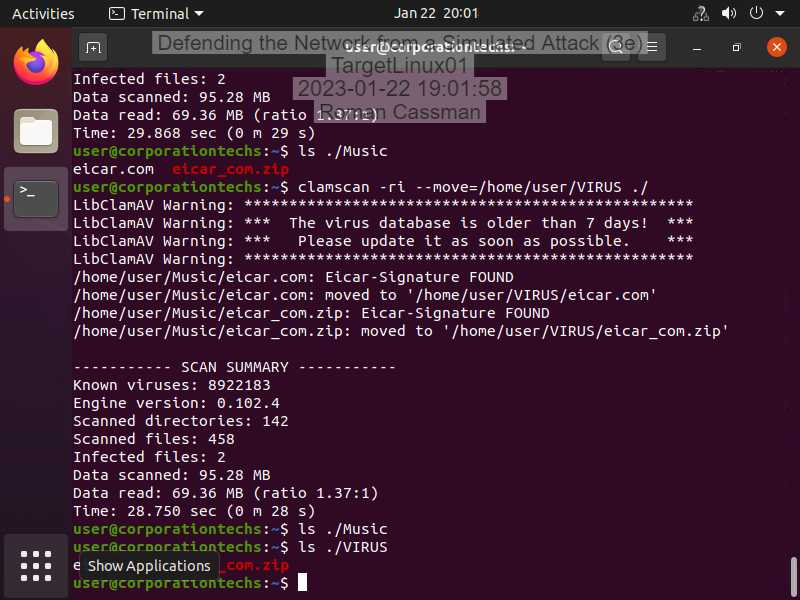 Activities Terminal Jan 22 20:01
Defending the Network from a Simulated Attack (3e)
TargetLinux01
2023-01-22 19:01:58
Roman Cassman
user@corporationtechs: ~
Infected files: 2
Data scanned: 95.28 MB
Data read: 69.36 MB (ratio 1.37:1)
Time: 29.868 sec (0 m 29 s)
user@corporationtechs:~$ ls ./Music
eicar.com eicar_com.zip
user@corporationtechs:~$ clamscan -ri --move=/home/user/VIRUS ./
LibClamAV Warning: **************************************************
LibClamAV Warning: ***  The virus database is older than 7 days!  ***
LibClamAV Warning: ***   Please update it as soon as possible.    ***
LibClamAV Warning: **************************************************
/home/user/Music/eicar.com: Eicar-Signature FOUND
/home/user/Music/eicar.com: moved to '/home/user/VIRUS/eicar.com'
/home/user/Music/eicar_com.zip: Eicar-Signature FOUND
/home/user/Music/eicar_com.zip: moved to '/home/user/VIRUS/eicar_com.zip'
----------- SCAN SUMMARY -----------
Known viruses: 8922183
Engine version: 0.102.4
Scanned directories: 142
Scanned files: 458
Infected files: 2
Data scanned: 95.28 MB
Data read: 69.36 MB (ratio 1.37:1)
Time: 28.750 sec (0 m 28 s)
user@corporationtechs:~$ ls ./Music
user@corporationtechs:~$ ls ./VIRUS
e Show Applications _com.zip
user@corporationtechs:~$